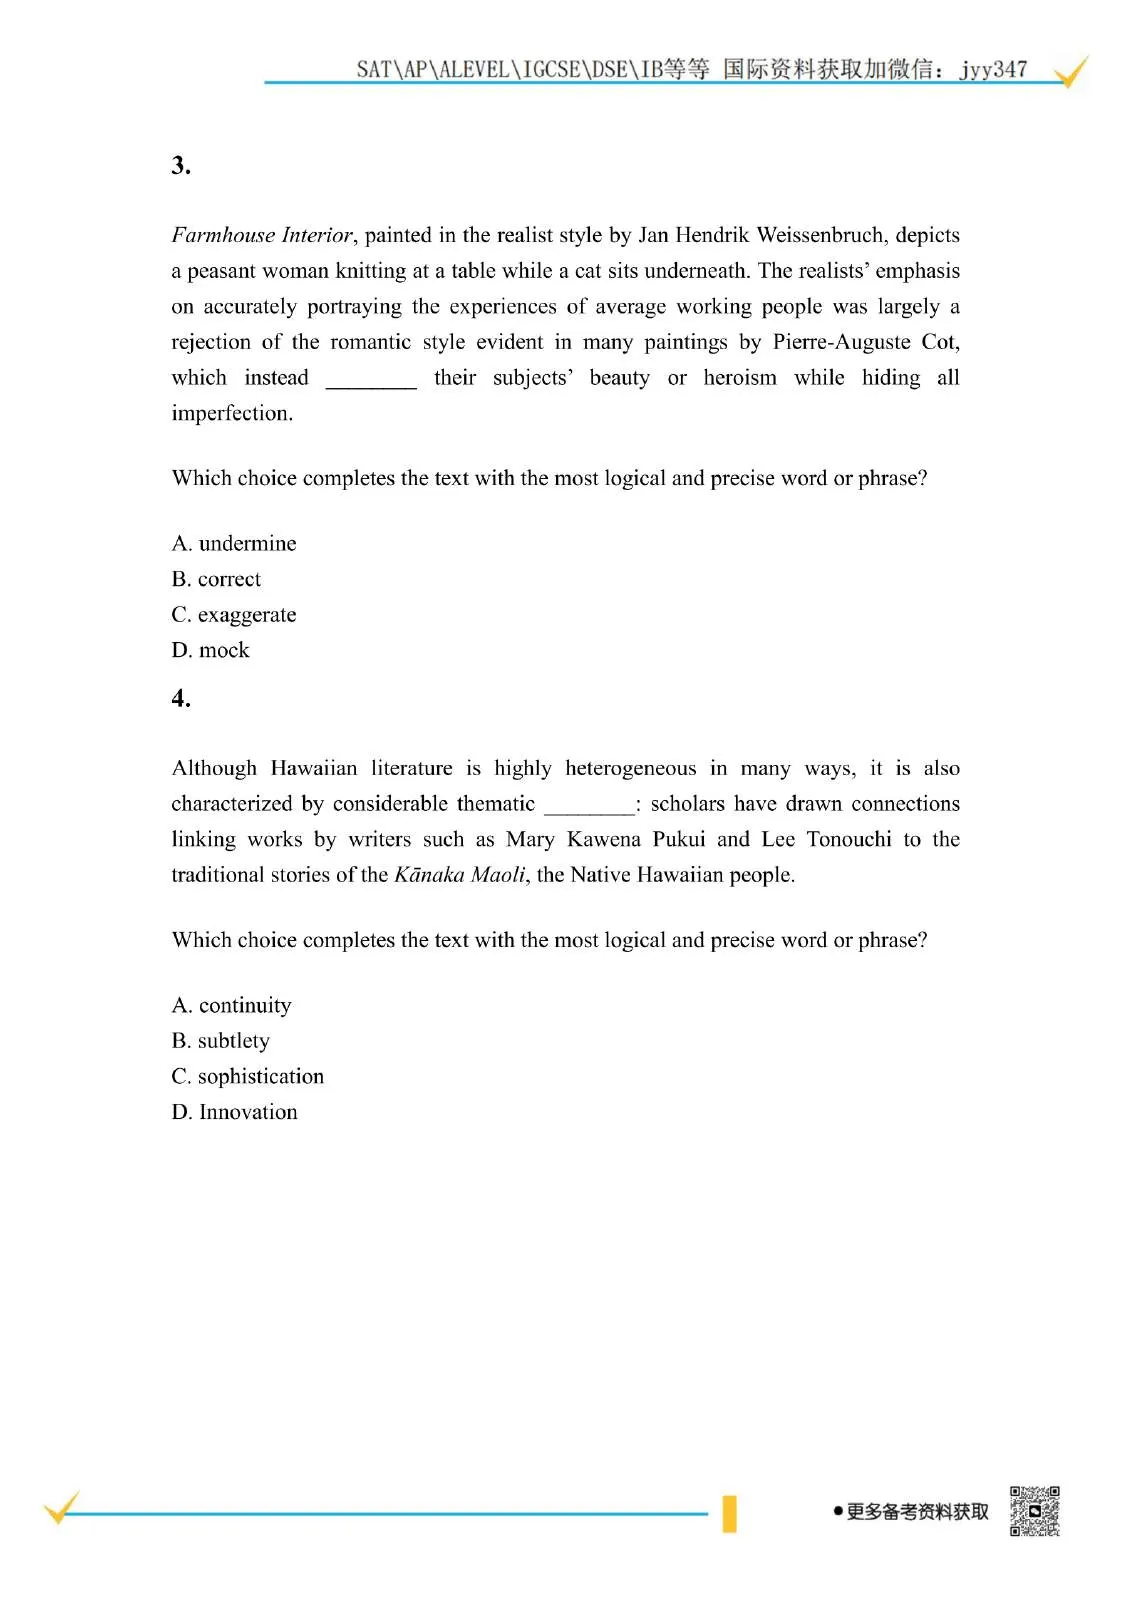 SAT\AP\ALEVEL\IGCSE\DSE\IB等等 国际资料获取加微信：jyy347
3.
Farmhouse Interior, painted in the realist style by Jan Hendrik Weissenbruch, depicts
a peasant woman knitting at a table while a cat sits underneath. The realists’ emphasis
on accurately portraying the experiences of average working people was largely a
rejection of the romantic style evident in many paintings by Pierre-Auguste Cot,
which instead ________ their subjects’ beauty or heroism while hiding all
imperfection.
Which choice completes the text with the most logical and precise word or phrase?
A. undermine
B. correct
C. exaggerate
D. mock
4.
Although Hawaiian literature is highly heterogeneous in many ways, it is also
characterized by considerable thematic ________: scholars have drawn connections
linking works by writers such as Mary Kawena Pukui and Lee Tonouchi to the
traditional stories of the Kānaka Maoli, the Native Hawaiian people.
Which choice completes the text with the most logical and precise word or phrase?
A. continuity
B. subtlety
C. sophistication
D. Innovation
●更多备考资料获取